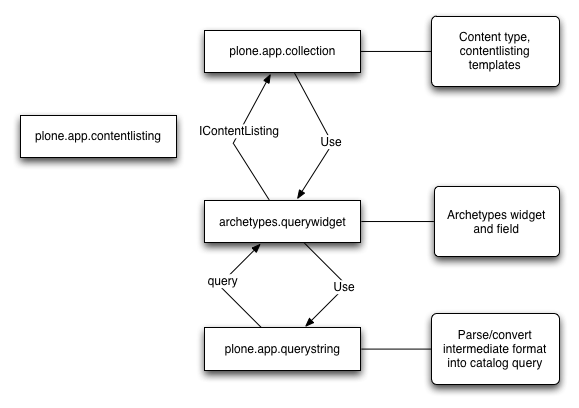 plone.app.collection
Content type,
contentlisting
templates
plone.app.contentlisting
IContentListing
Use
archetypes.querywidget
Archetypes widget
and field
query
Use
plone.app.querystring
Parse/convert
intermediate format
into catalog query